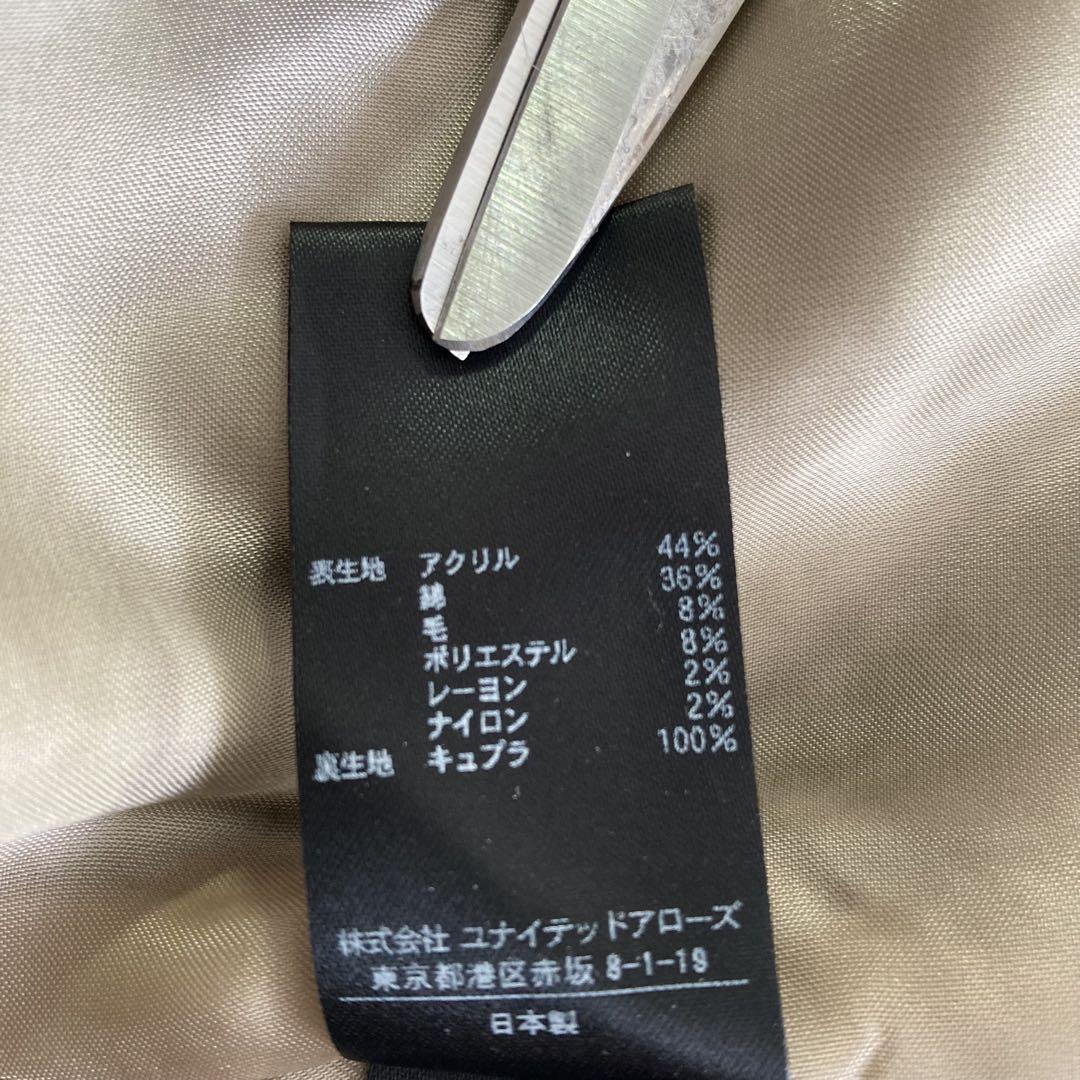 表生地 アクリル 44%
綿 36%
毛 8%
ポリエステル 8%
レーヨン 2%
ナイロン 2%
裏生地 キュプラ 100%
株式会社 ユナイテッドアローズ
東京都港区赤坂 8-1-19
日本製